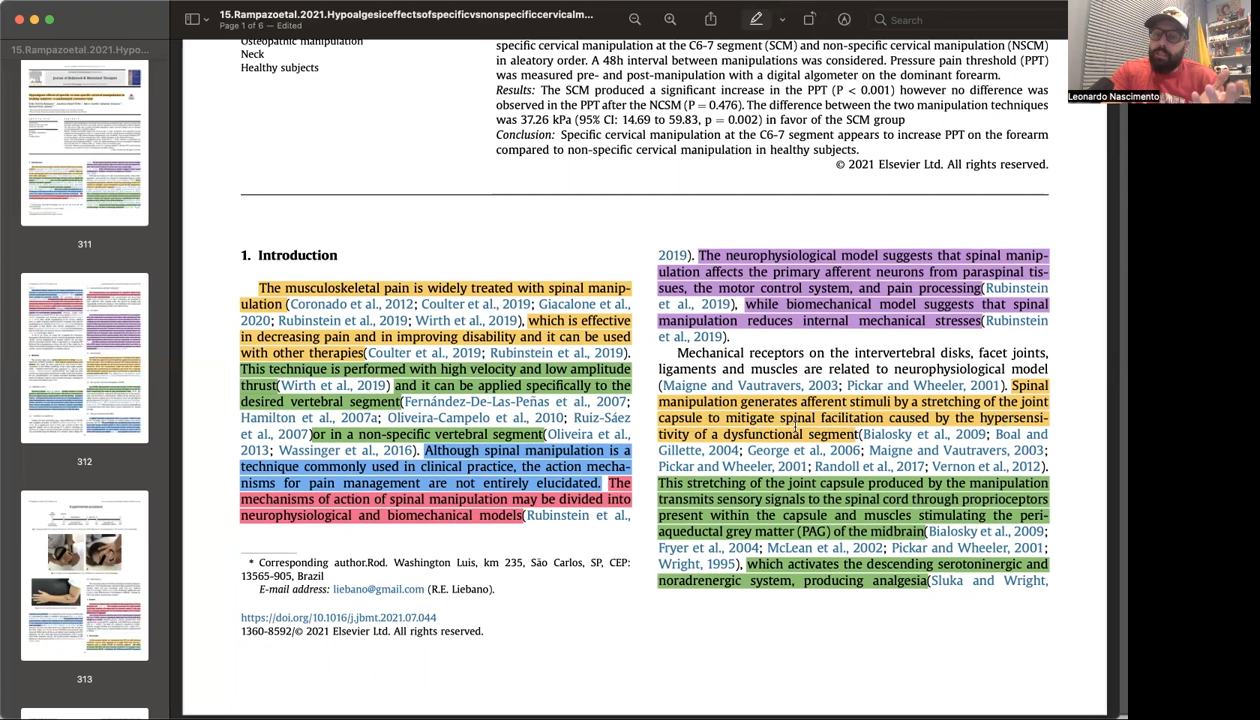 15.Rampazoetal.2021.Hypoalgesiceffectsofspecificvsnonspecificcervicalm...
Page 1 of 6 – Edited
Search
15.Rampazoetal.2021.Hypo...
311
312
313
Leonardo Nascimento
Osteopathic manipulation
Neck
Healthy subjects
specific cervical manipulation at the C6-7 segment (SCM) and non-specific cervical manipulation (NSCM)
in aleatory order. A 48h interval between manipulations was considered. Pressure pain threshold (PPT)
was measured pre- and post-manipulation with a digital algometer on the dominant forearm.
Results: The SCM produced a significant increase in the PPT (P < 0.001) however no difference was
observed in the PPT after the NCSM (P = 0.476). The difference between the two manipulation techniques
was 37.26 kPa (95% CI: 14.69 to 59.83, p = 0.002) in favor of the SCM group
Conclusion: Specific cervical manipulation at the C6-7 segment appears to increase PPT on the forearm
compared to non-specific cervical manipulation in healthy subjects.
© 2021 Elsevier Ltd. All rights reserved.
1. Introduction
The musculoskeletal pain is widely treated with spinal manip-
ulation (Coronado et al., 2012; Coulter et al., 2019; Giacalone et al.,
2020; Rubinstein et al., 2019; Wirth et al., 2019), which is effective
in decreasing pain and in improving disability and it can be used
with other therapies(Coulter et al., 2019; Rubinstein et al., 2019).
This technique is performed with high velocity and low amplitude
thrust(Wirth et al., 2019) and it can be applied specifically to the
desired vertebral segment(Fernández-De-Las-Peñas et al., 2007;
Hamilton et al., 2007a; Oliveira-Campelo et al., 2010; Ruiz-Sáez
et al., 2007)or in a non-specific vertebral segment(Oliveira et al.,
2013; Wassinger et al., 2016). Although spinal manipulation is a
technique commonly used in clinical practice, the action mecha-
nisms for pain management are not entirely elucidated. The
mechanisms of action of spinal manipulation may be divided into
neurophysiological and biomechanical models(Rubinstein et al.,
* Corresponding author.Rod. Washington Luis, km 235, São Carlos, SP, CEP:
13565-905, Brazil
E-mail address: liebano@gmail.com (R.E. Liebano).
https://doi.org/10.1016/j.jbmt.2021.07.044
1360-8592/© 2021 Elsevier Ltd. All rights reserved.
2019). The neurophysiological model suggests that spinal manip-
ulation affects the primary afferent neurons from paraspinal tis-
sues, the motor control system, and pain processing(Rubinstein
et al., 2019), while biomechanical model suggests that spinal
manipulation reduces internal mechanical stresses(Rubinstein
et al., 2019).
Mechanical receptors on the intervertebral disks, facet joints,
ligaments and muscles are related to neurophysiological model
(Maigne and Vautravers, 2003; Pickar and Wheeler, 2001). Spinal
manipulation generates afferent stimuli by a stretching of the joint
capsule to mitigate spinal facilitation caused by the hypersensi-
tivity of a dysfunctional segment(Bialosky et al., 2009; Boal and
Gillette, 2004; George et al., 2006; Maigne and Vautravers, 2003;
Pickar and Wheeler, 2001; Randoll et al., 2017; Vernon et al., 2012).
This stretching of the joint capsule produced by the manipulation
transmits sensory signals to the spinal cord through proprioceptors
present within the capsule and muscles stimulating the peri-
aqueductal grey matter (PAG) of the midbrain(Bialosky et al., 2009;
Fryer et al., 2004; McLean et al., 2002; Pickar and Wheeler, 2001;
Wright, 1995), which activates the descending serotoninergic and
noradrenergic system, producing analgesia(Sluka and Wright,